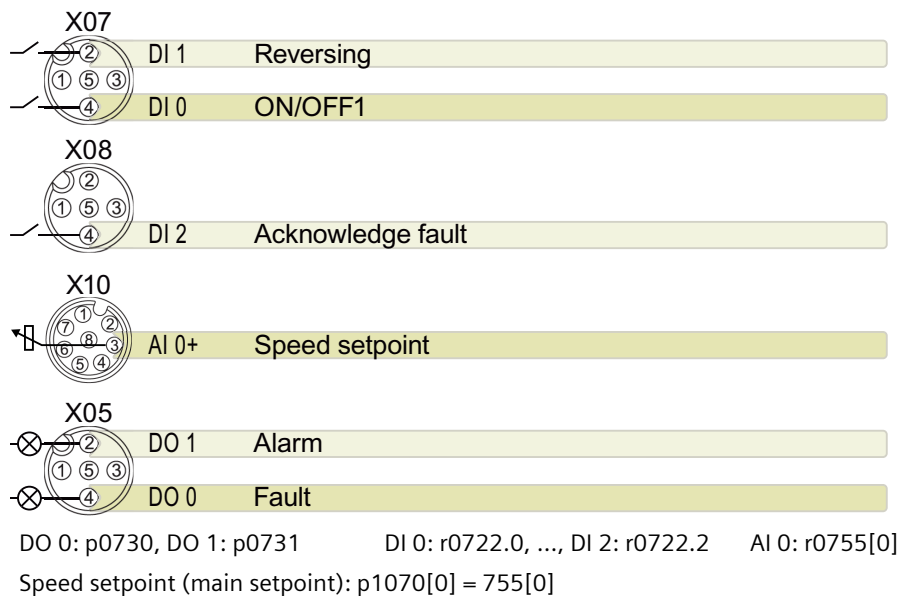 X07
② DI 1 Reversing
① ⑤ ③
④ DI 0 ON/OFF1
X08
②
① ⑤ ③
④ DI 2 Acknowledge fault
X10
①
⑦ ②
⑥ ⑧ ③ AI 0+ Speed setpoint
⑤ ④
X05
② DO 1 Alarm
① ⑤ ③
④ DO 0 Fault
DO 0: p0730, DO 1: p0731 DI 0: r0722.0, ..., DI 2: r0722.2 AI 0: r0755[0]
Speed setpoint (main setpoint): p1070[0] = 755[0]